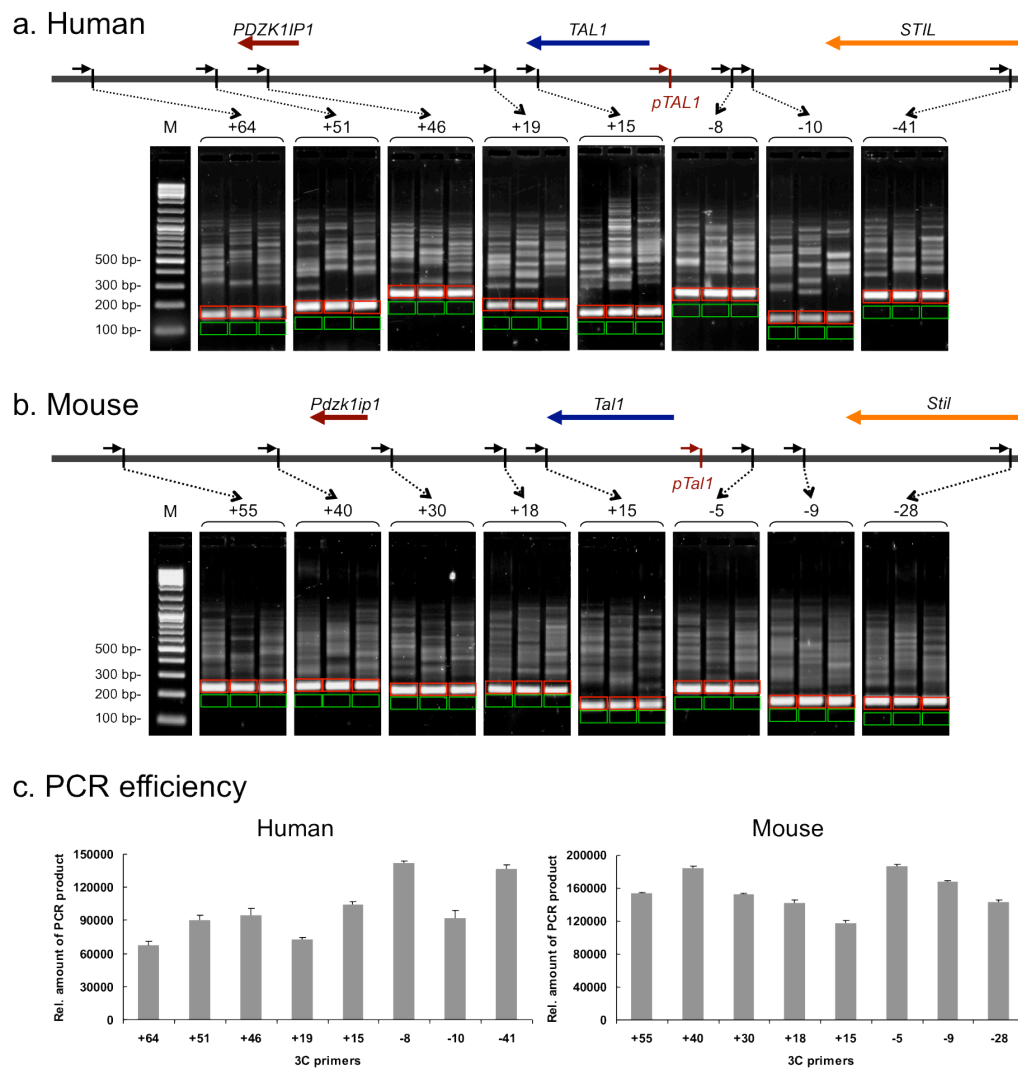 a. Human
PDZK1IP1 TAL1 STIL
pTAL1
M +64 +51 +46 +19 +15 -8 -10 -41
500 bp-
300 bp-
200 bp-
100 bp-
b. Mouse
Pdzk1ip1 Tal1 Stil
pTal1
M +55 +40 +30 +18 +15 -5 -9 -28
500 bp-
300 bp-
200 bp-
100 bp-
c. PCR efficiency
Human
Rel. amount of PCR product
150000
120000
90000
60000
30000
0
+64 +51 +46 +19 +15 -8 -10 -41
3C primers
Mouse
Rel. amount of PCR product
200000
160000
120000
80000
40000
0
+55 +40 +30 +18 +15 -5 -9 -28
3C primers